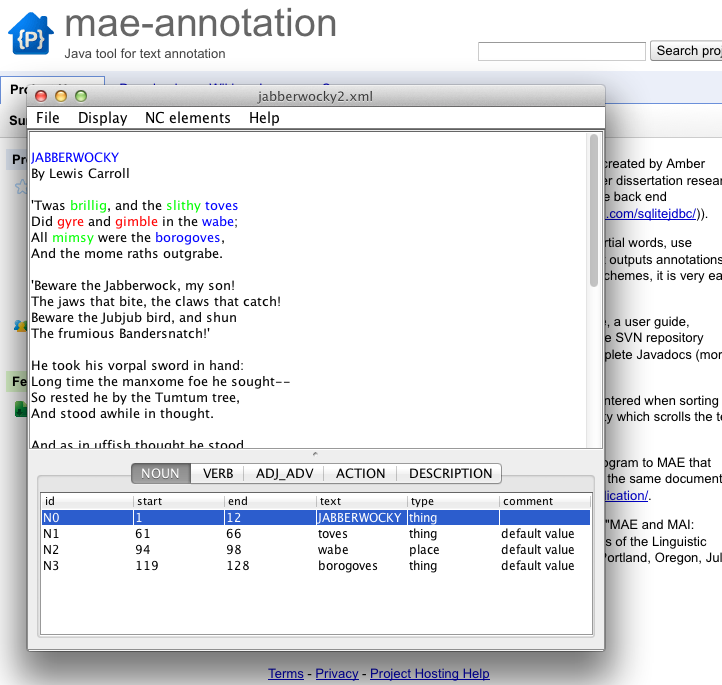 mae-annotation
Java tool for text annotation
Search proj
jabberwocky2.xml
File Display NC elements Help
JABBERWOCKY
By Lewis Carroll
'Twas brillig, and the slithy toves
Did gyre and gimble in the wabe;
All mimsy were the borogoves,
And the mome raths outgrabe.
'Beware the Jabberwock, my son!
The jaws that bite, the claws that catch!
Beware the Jubjub bird, and shun
The frumious Bandersnatch!'
He took his vorpal sword in hand:
Long time the manxome foe he sought--
So rested he by the Tumtum tree,
And stood awhile in thought.
And as in uffish thought he stood
NOUN VERB ADJ_ADV ACTION DESCRIPTION
id start end text type comment
N0 1 12 JABBERWOCKY thing
N1 61 66 toves thing default value
N2 94 98 wabe place default value
N3 119 128 borogoves thing default value
created by Amber
er dissertation resear
e back end
.com/sqlitejdbc/)).
rtial words, use
outputs annotations
chemes, it is very ea
e, a user guide,
e SVN repository
plete Javadocs (mor
ntered when sorting
ty which scrolls the te
ogram to MAE that
the same document
lication/.
"MAE and MAI:
s of the Linguistic
Portland, Oregon, Jul
Terms - Privacy - Project Hosting Help